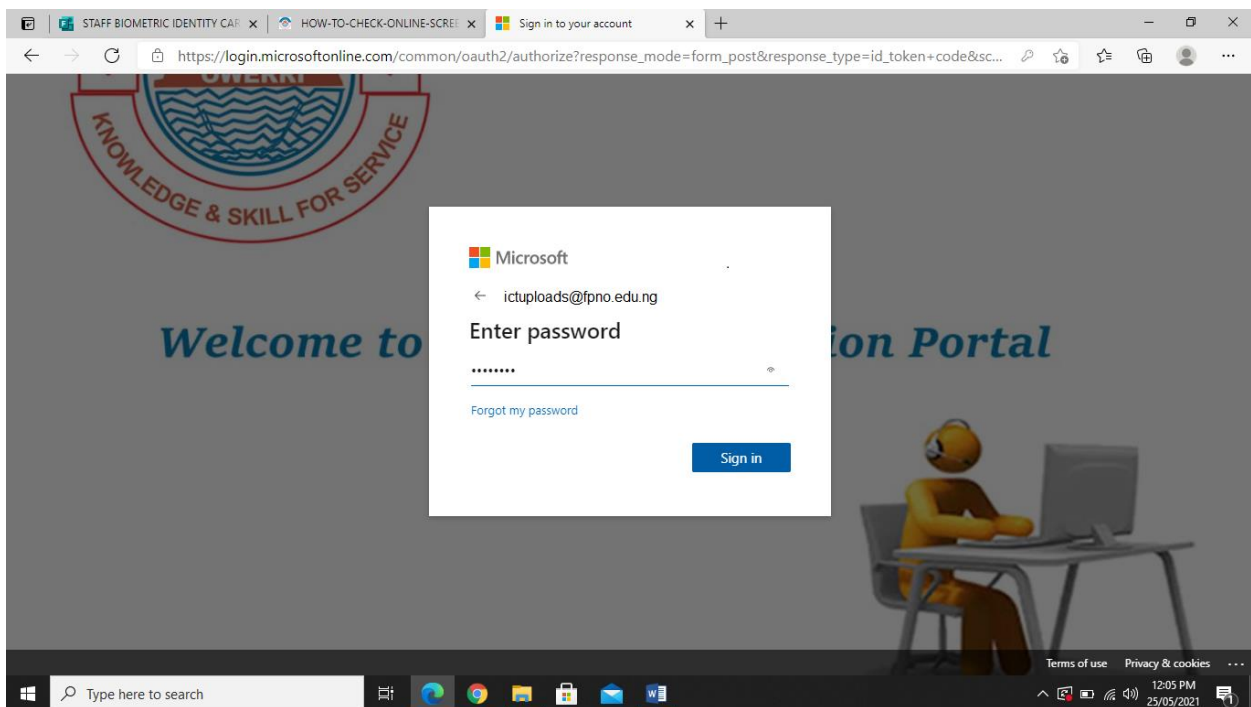 STAFF BIOMETRIC IDENTITY CAR
HOW-TO-CHECK-ONLINE-SCREE
Sign in to your account
https://login.microsoftonline.com/common/oauth2/authorize?response_mode=form_post&response_type=id_token+code&sc...
OWERRI
KNOWLEDGE & SKILL FOR SERVICE
Microsoft
ictuploads@fpno.edu.ng
Enter password
Welcome to
ion Portal
Forgot my password
Sign in
Terms of use Privacy & cookies ...
Type here to search
12:05 PM
25/05/2021